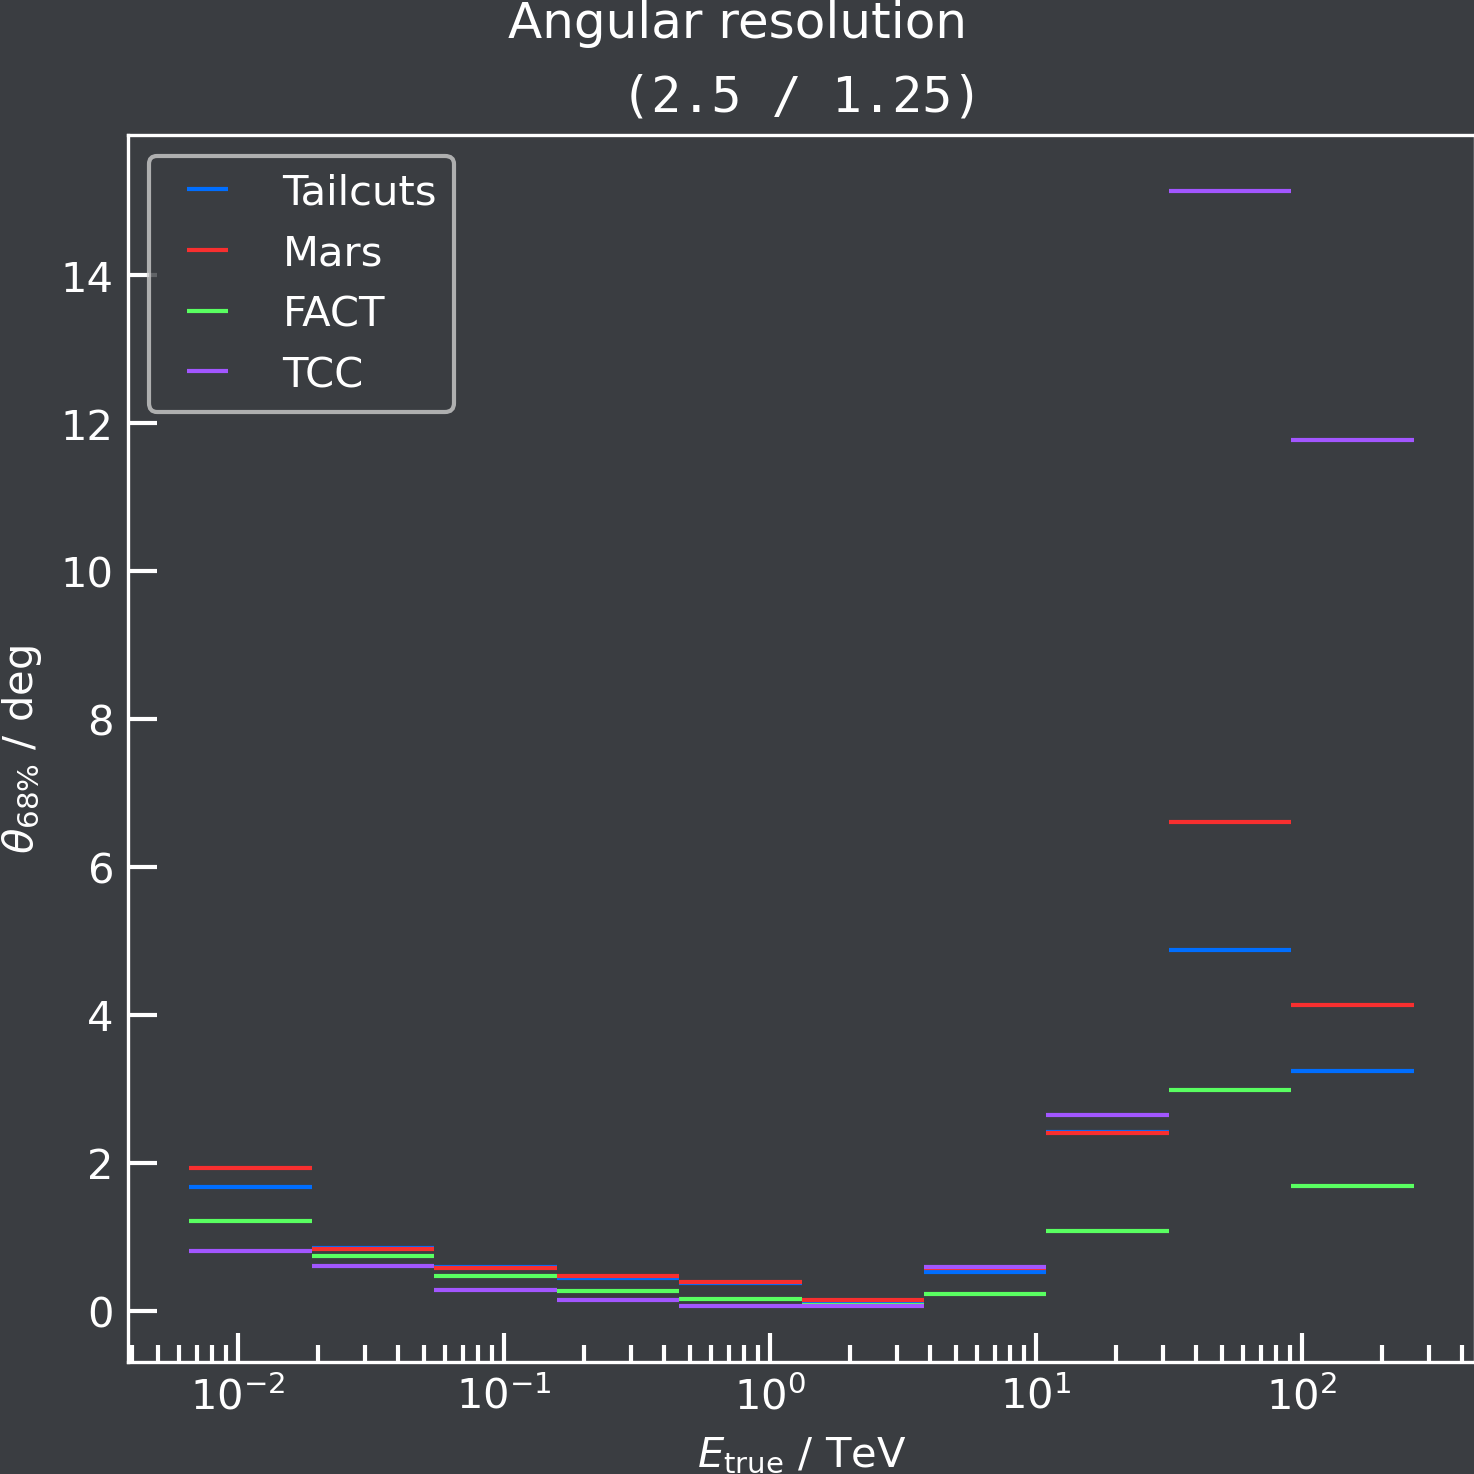 Angular resolution
(2.5 / 1.25)
Tailcuts
Mars
FACT
TCC
14
12
10
8
6
4
2
0
θ₆₈% / deg
10⁻² 10⁻¹ 10⁰ 10¹ 10²
E_true / TeV